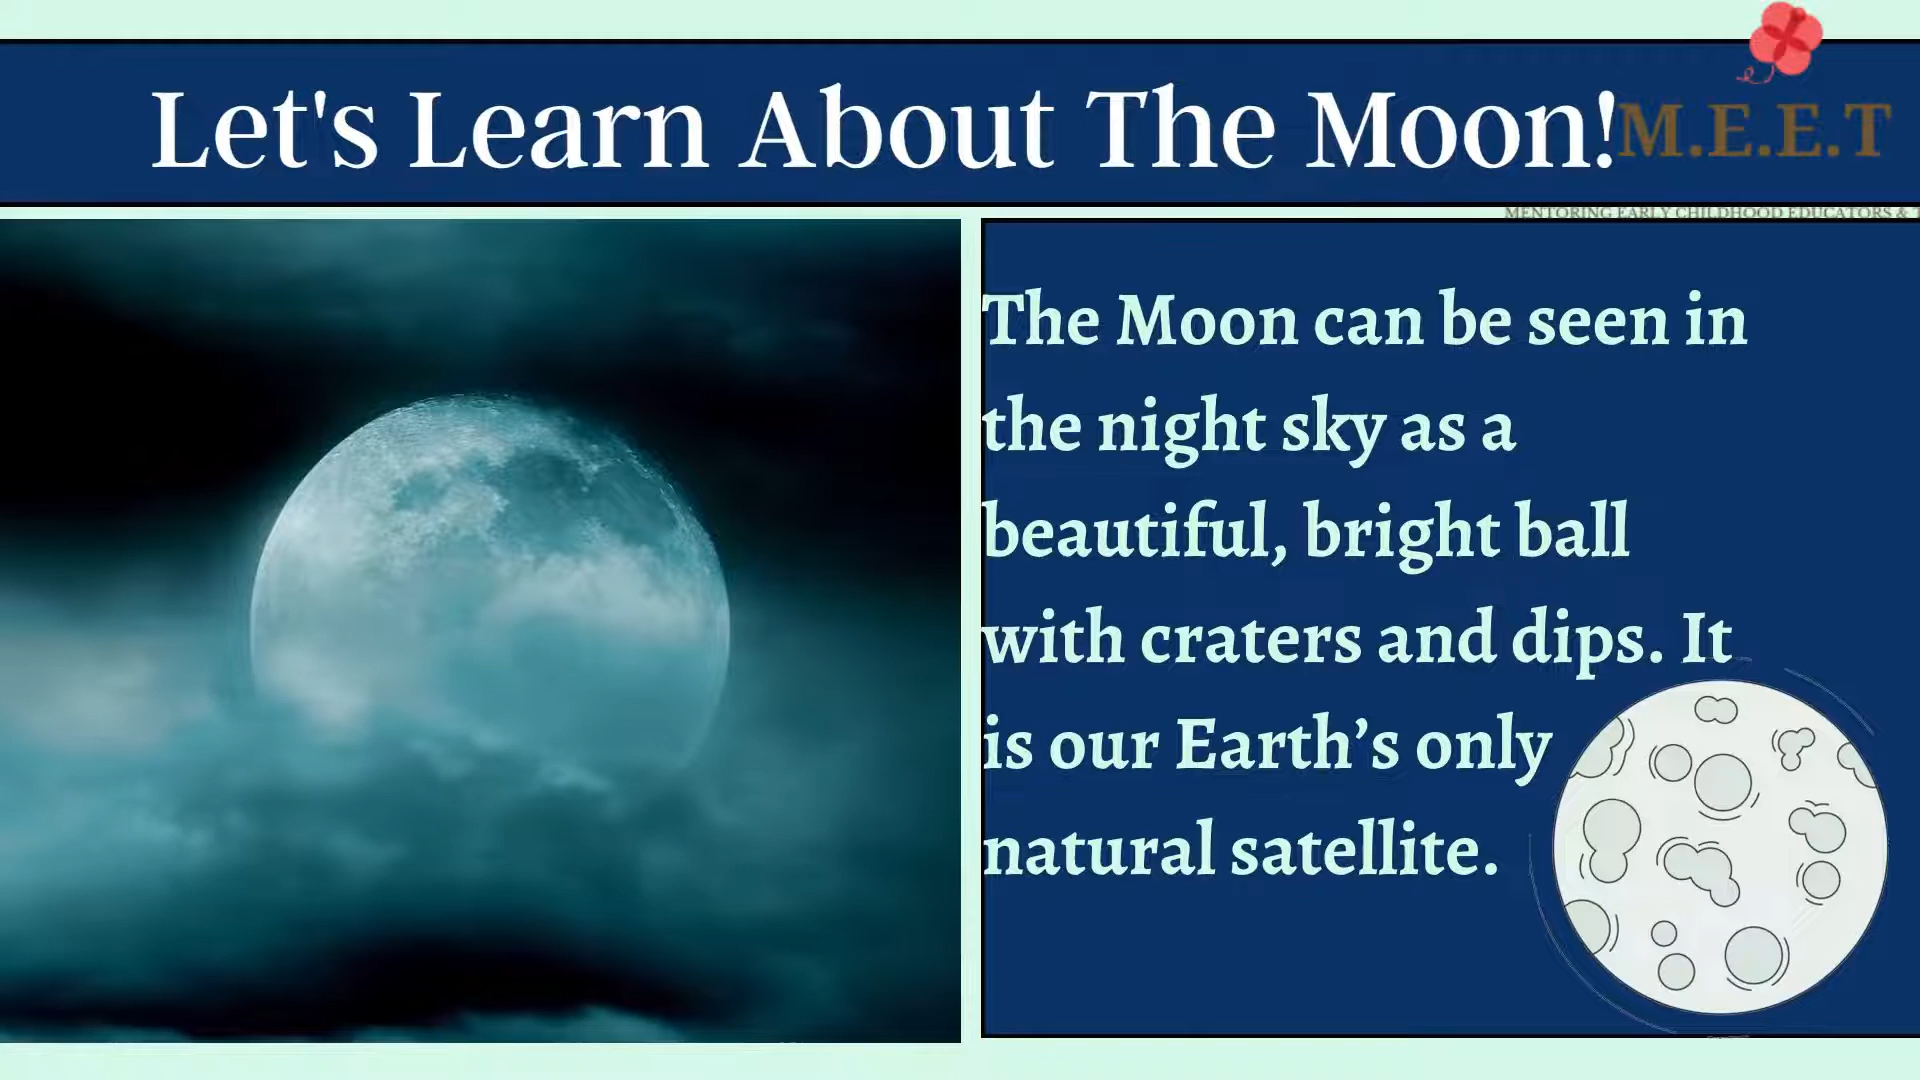 Let's Learn About The Moon!
M.E.E.T
MENTORING EARLY CHILDHOOD EDUCATORS &
The Moon can be seen in
the night sky as a
beautiful, bright ball
with craters and dips. It
is our Earth’s only
natural satellite.